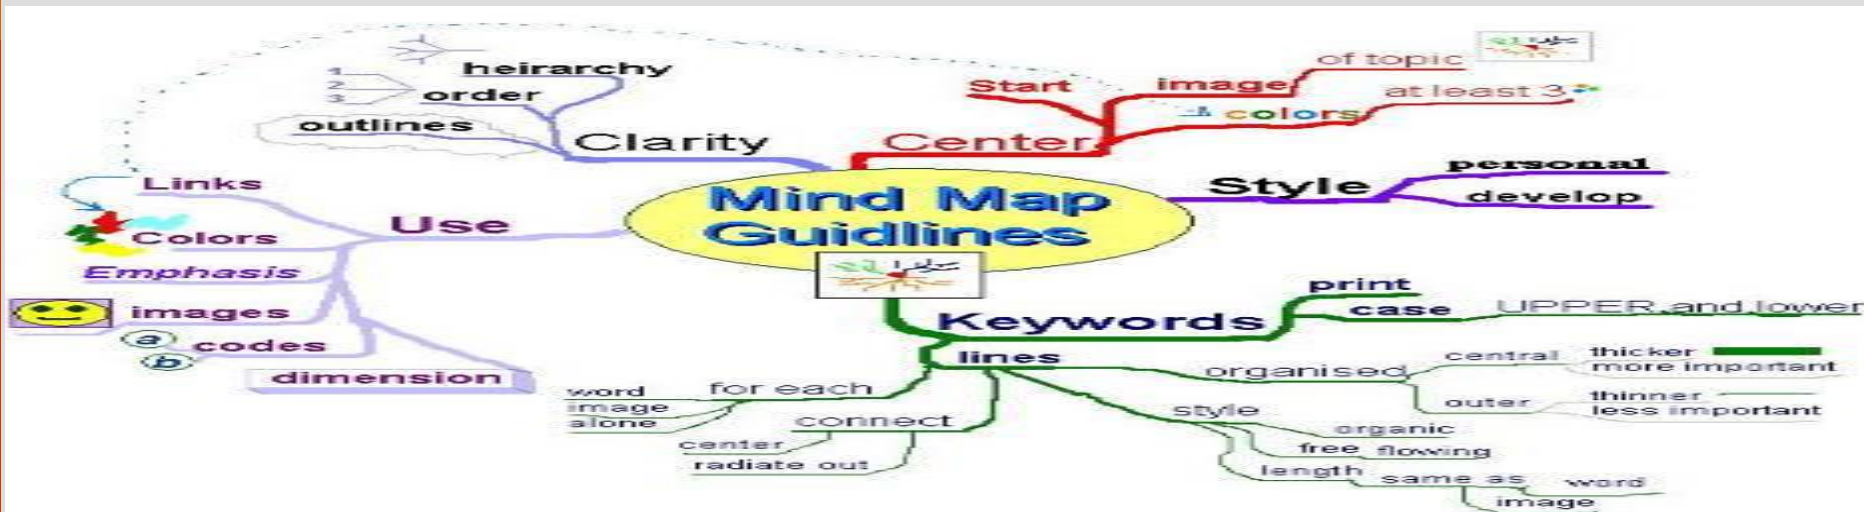 Mind Map
Guidlines
Center
Start
image
of topic
colors
at least 3
Style
personal
develop
Keywords
print
case
UPPER and lower
lines
organised
central
thicker
more important
outer
thinner
less important
style
organic
free flowing
length
same as
word
image
connect
center
radiate out
for each
word
image
alone
Use
Links
Colors
Emphasis
images
codes
a
b
dimension
Clarity
heirarchy
order
1
2
3
outlines